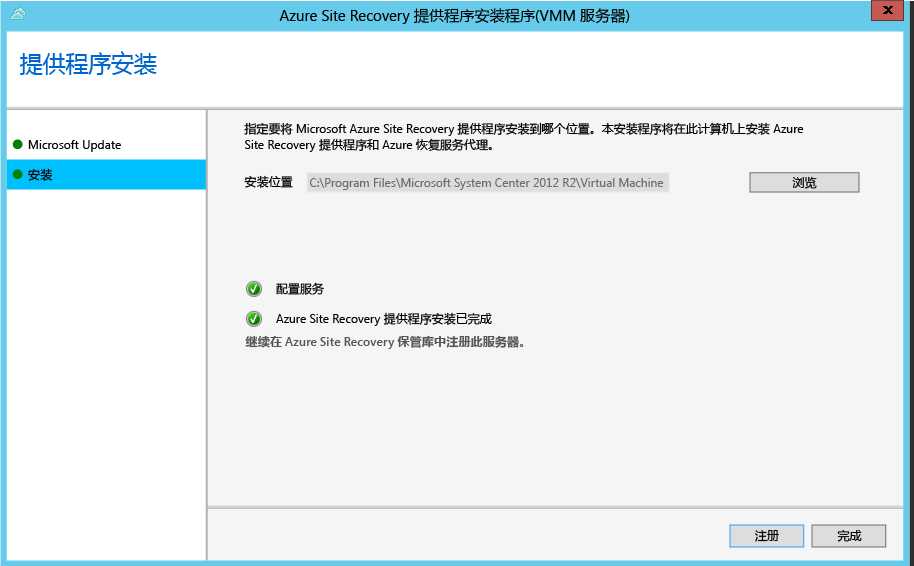 Azure Site Recovery 提供程序安装程序(VMM 服务器)
提供程序安装
Microsoft Update
安装
指定要将 Microsoft Azure Site Recovery 提供程序安装到哪个位置。本安装程序将在此计算机上安装 Azure
Site Recovery 提供程序和 Azure 恢复服务代理。
安装位置 C:\Program Files\Microsoft System Center 2012 R2\Virtual Machine 浏览
配置服务
Azure Site Recovery 提供程序安装已完成
继续在 Azure Site Recovery 保管库中注册此服务器。
注册 完成